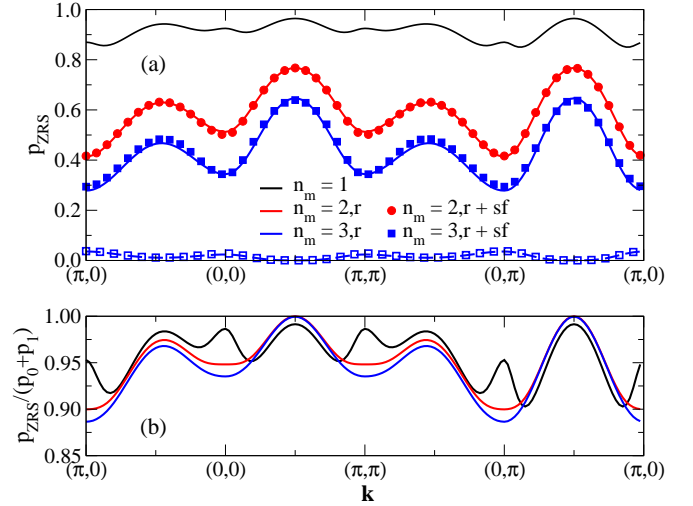 1.0
0.8
0.6
0.4
0.2
0.0
p_ZRS
(a)
n_m = 1
n_m = 2,r
n_m = 3,r
n_m = 2,r + sf
n_m = 3,r + sf
(π,0) (0,0) (π,π) (0,π) (π,0)
1.00
0.95
0.90
0.85
p_ZRS/(p_0+p_1)
(b)
(π,0) (0,0) (π,π) (0,π) (π,0)
k